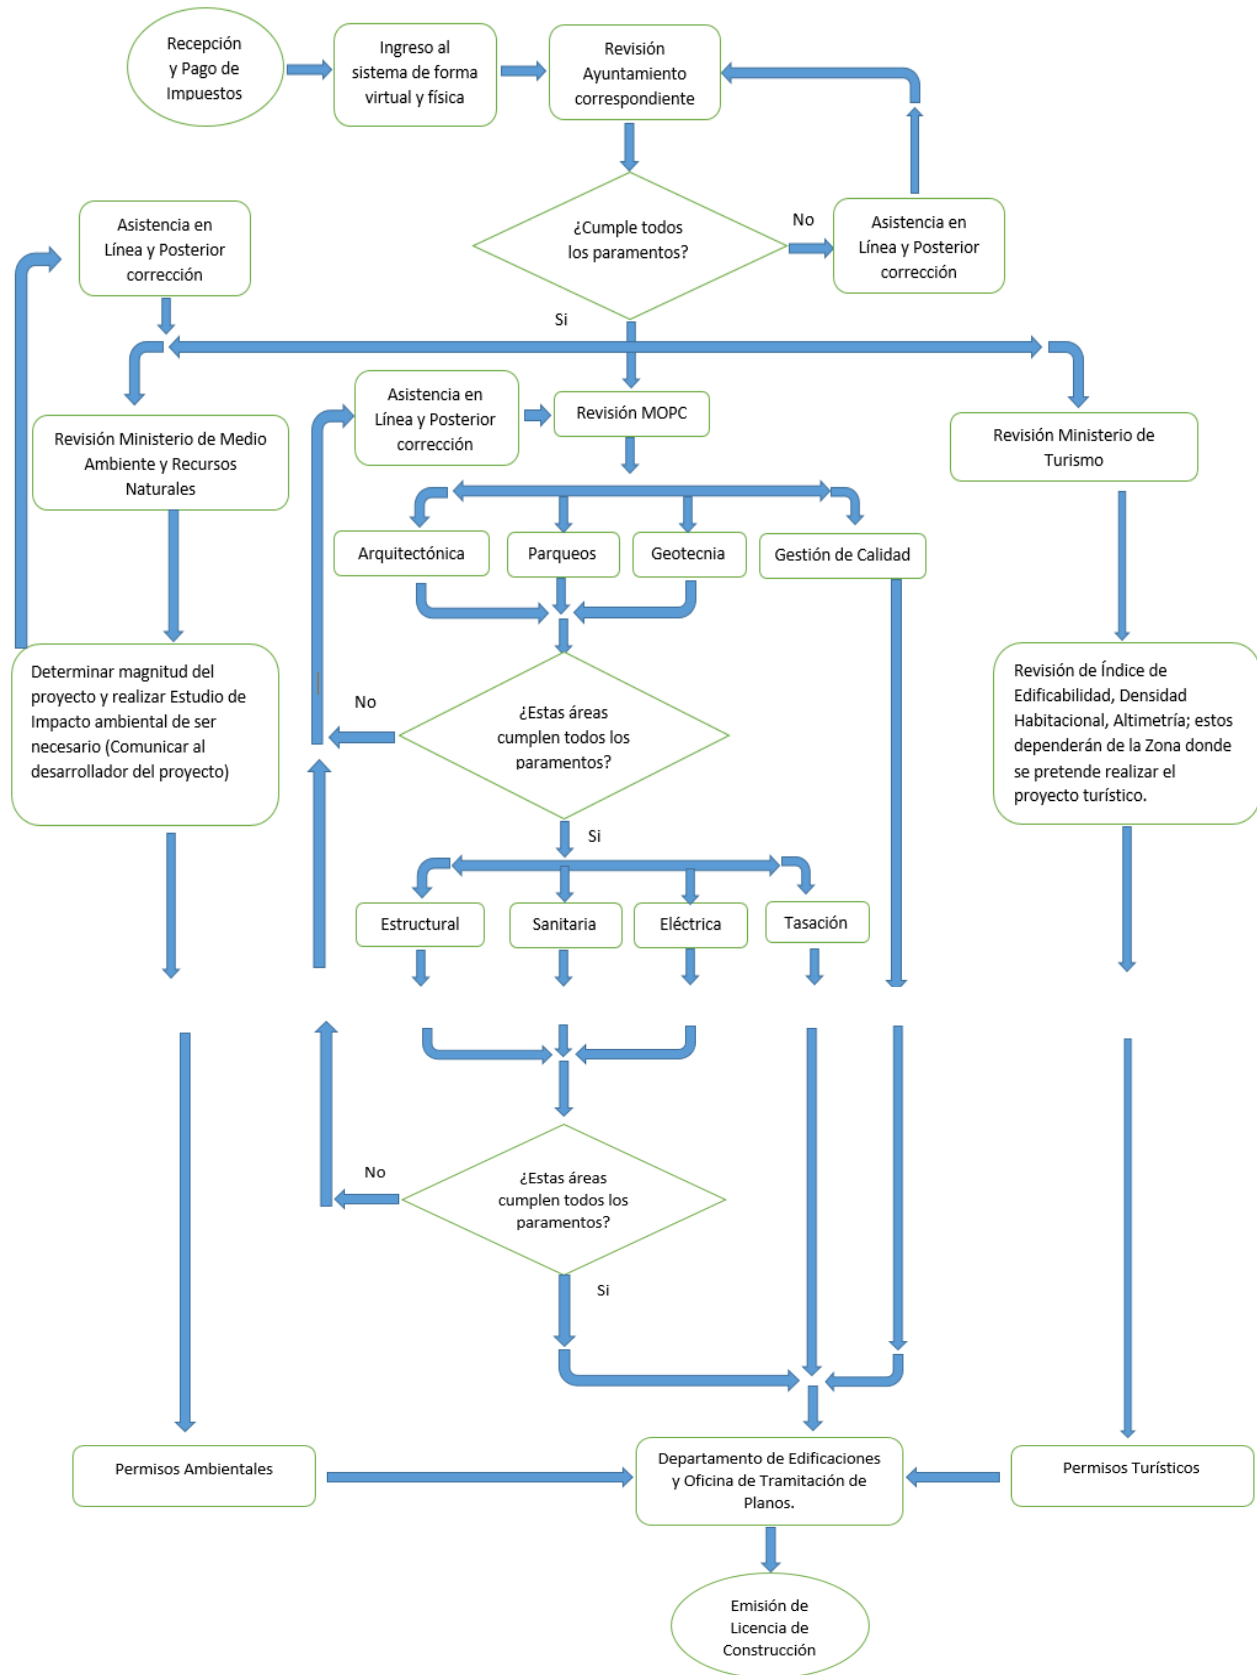 Recepción
y Pago de
Impuestos
Ingreso al
sistema de forma
virtual y física
Revisión
Ayuntamiento
correspondiente
¿Cumple todos
los paramentos?
No
Asistencia en
Línea y Posterior
corrección
Asistencia en
Línea y Posterior
corrección
Si
Revisión Ministerio de Medio
Ambiente y Recursos
Naturales
Asistencia en
Línea y Posterior
corrección
Revisión MOPC
Revisión Ministerio de
Turismo
Arquitectónica
Parqueos
Geotecnia
Gestión de Calidad
Determinar magnitud del
proyecto y realizar Estudio de
Impacto ambiental de ser
necesario (Comunicar al
desarrollador del proyecto)
No
¿Estas áreas
cumplen todos los
paramentos?
Revisión de Índice de
Edificabilidad, Densidad
Habitacional, Altimetría; estos
dependerán de la Zona donde
se pretende realizar el
proyecto turístico.
Si
Estructural
Sanitaria
Eléctrica
Tasación
No
¿Estas áreas
cumplen todos los
paramentos?
Si
Permisos Ambientales
Departamento de Edificaciones
y Oficina de Tramitación de
Planos.
Permisos Turísticos
Emisión de
Licencia de
Construcción